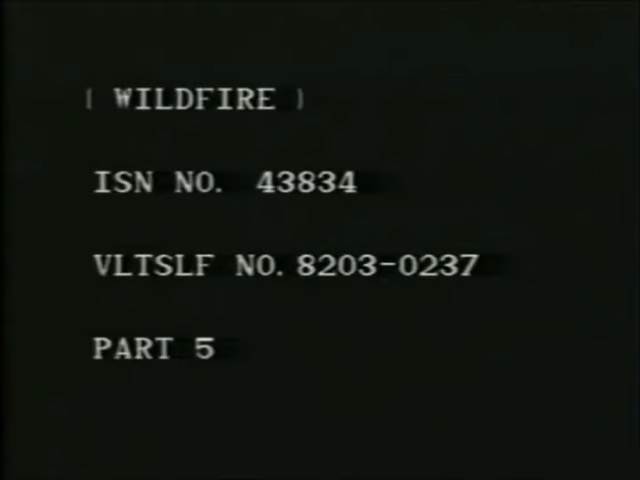 ( WILDFIRE )
ISN NO. 43834
VLTSLF NO. 8203-0237
PART 5